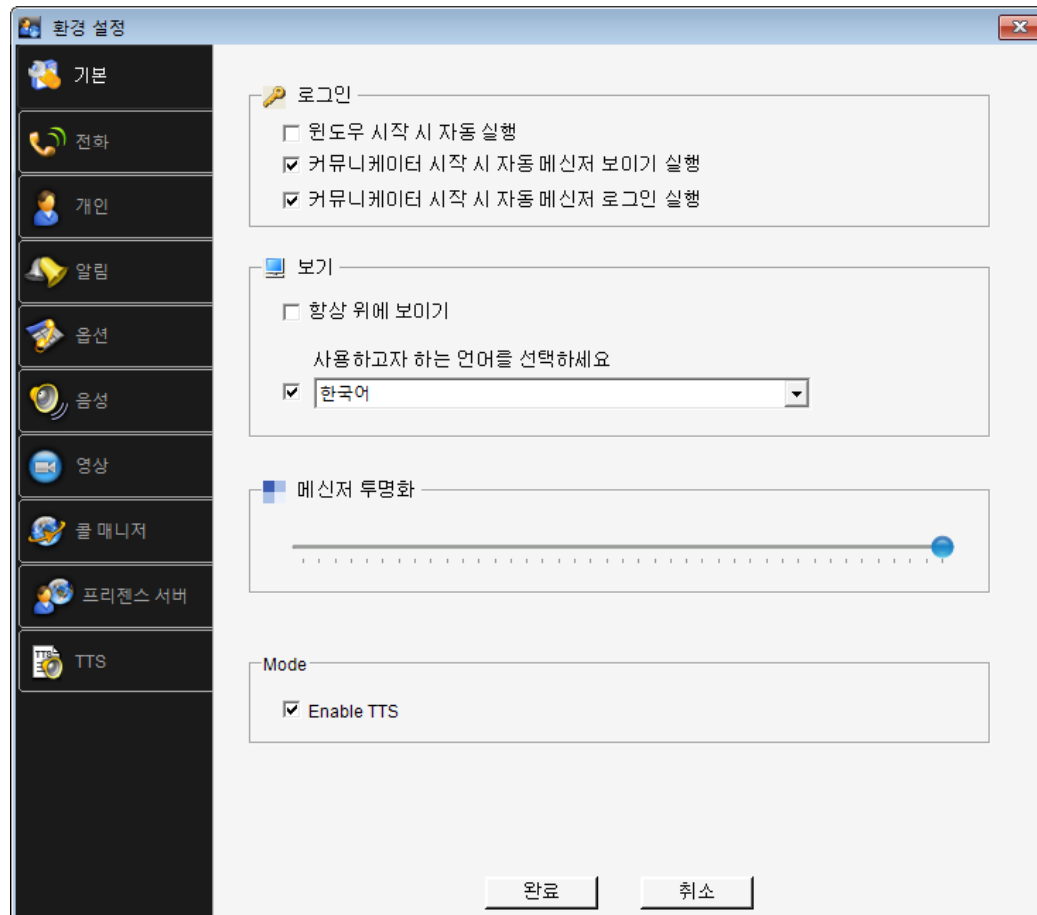 환경 설정
기본
전화
개인
알림
옵션
음성
영상
콜 매니저
프리젠스 서버
TTS
로그인
윈도우 시작 시 자동 실행
커뮤니케이터 시작 시 자동 메신저 보이기 실행
커뮤니케이터 시작 시 자동 메신저 로그인 실행
보기
항상 위에 보이기
사용하고자 하는 언어를 선택하세요
한국어
메신저 투명화
Mode
Enable TTS
완료
취소